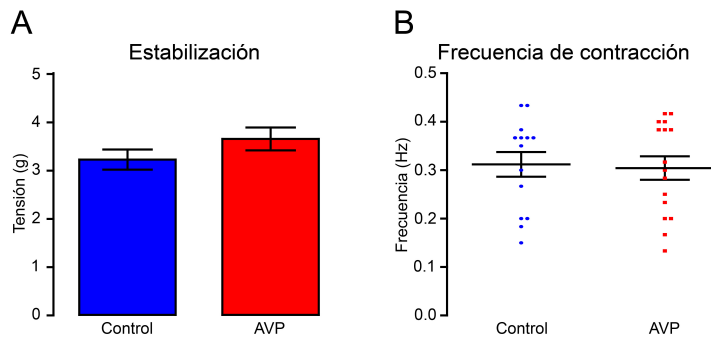 A
Estabilización
Tensión (g)
5
4
3
2
1
0
Control
AVP
B
Frecuencia de contracción
Frecuencia (Hz)
0.5
0.4
0.3
0.2
0.1
0.0
Control
AVP